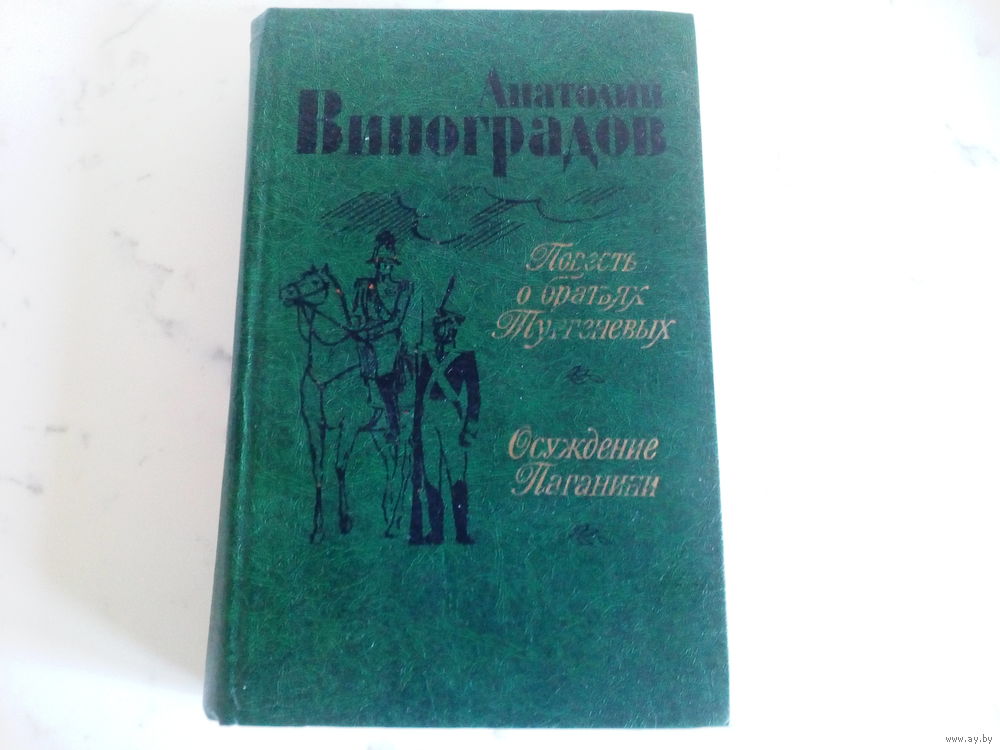 Анатолий
Виноградов
Повесть
о братьях
Тургеневых
Осуждение
Паганини
www.ay.by